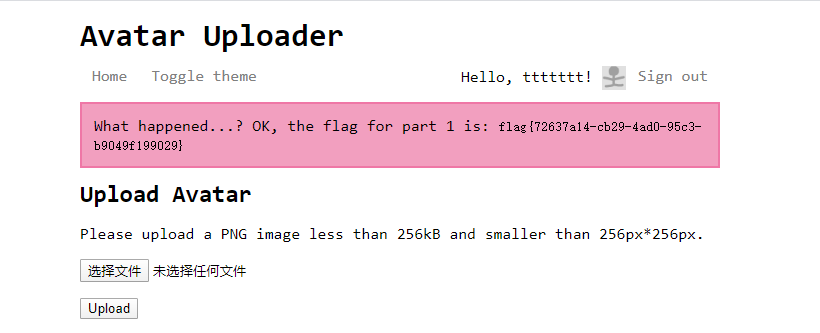 Avatar Uploader
Home Toggle theme Hello, ttttttt! Sign out
What happened...? OK, the flag for part 1 is: flag{72637a14-cb29-4ad0-95c3-
b9049f199029}
Upload Avatar
Please upload a PNG image less than 256kB and smaller than 256px*256px.
选择文件 未选择任何文件
Upload